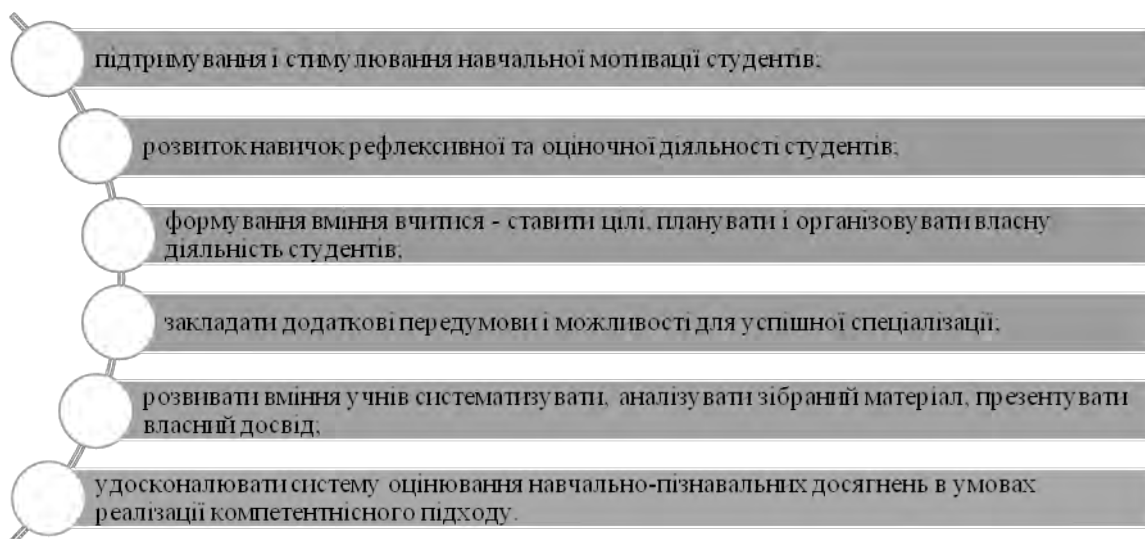 підтримування і стимулювання навчальної мотивації студентів;
розвиток навичок рефлексивної та оціночної діяльності студентів;
формування вміння вчитися - ставити цілі, планувати і організовувати власну
діяльність студентів;
закладати додаткові передумови і можливості для успішної спеціалізації;
розвивати вміння учнів систематизувати, аналізувати зібраний матеріал, презентувати
власний досвід;
удосконалювати систему оцінювання навчально-пізнавальних досягнень в умовах
реалізації компетентнісного підходу.